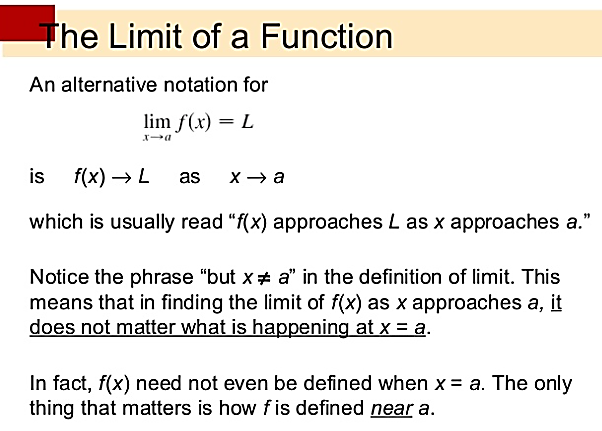 The Limit of a Function
An alternative notation for
lim f(x) = L
x→a
is f(x) → L as x → a
which is usually read “f(x) approaches L as x approaches a.”
Notice the phrase “but x ≠ a” in the definition of limit. This
means that in finding the limit of f(x) as x approaches a, it
does not matter what is happening at x = a.
In fact, f(x) need not even be defined when x = a. The only
thing that matters is how f is defined near a.